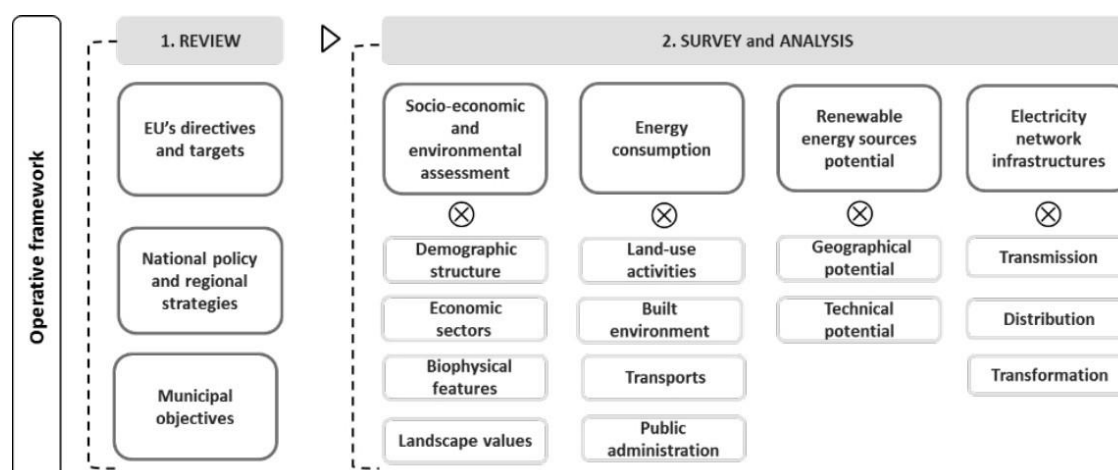 Operative framework
1. REVIEW
EU's directives
and targets
National policy
and regional
strategies
Municipal
objectives
2. SURVEY and ANALYSIS
Socio-economic
and
environmental
assessment
Demographic
structure
Economic
sectors
Biophysical
features
Landscape values
Energy
consumption
Land-use
activities
Built
environment
Transports
Public
administration
Renewable
energy sources
potential
Geographical
potential
Technical
potential
Electricity
network
infrastructures
Transmission
Distribution
Transformation